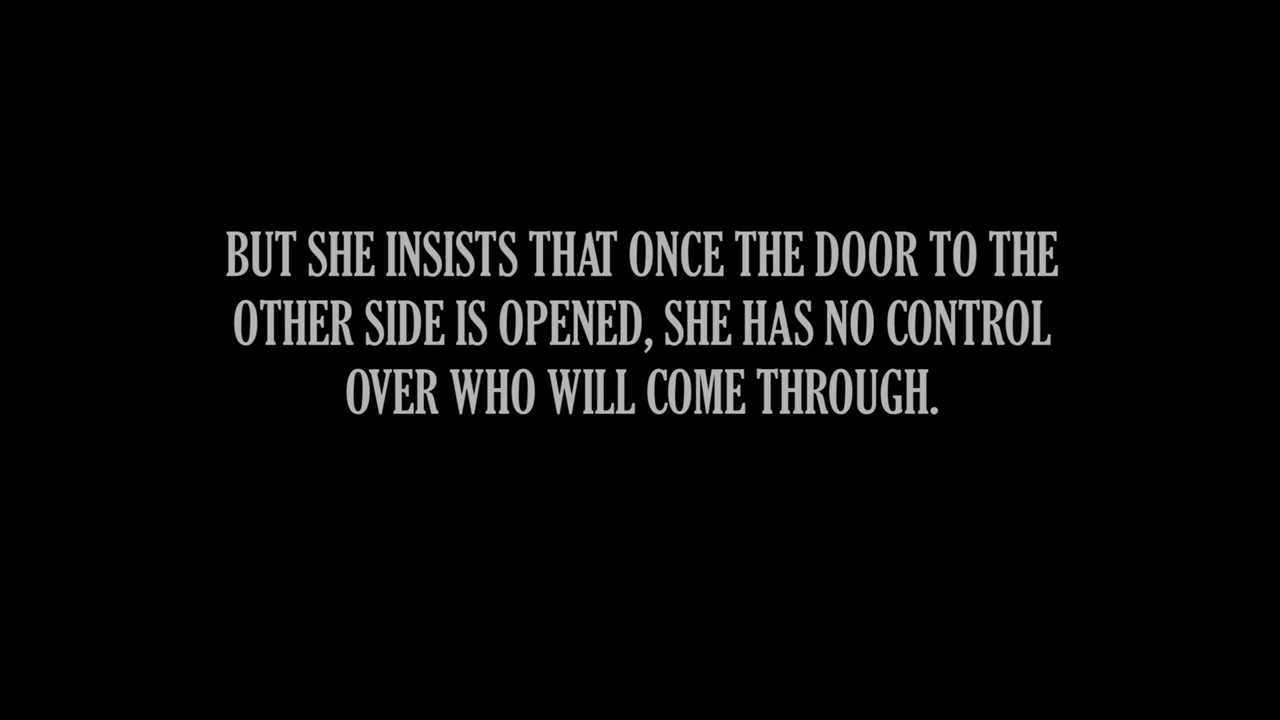 BUT SHE INSISTS THAT ONCE THE DOOR TO THE
OTHER SIDE IS OPENED, SHE HAS NO CONTROL
OVER WHO WILL COME THROUGH.